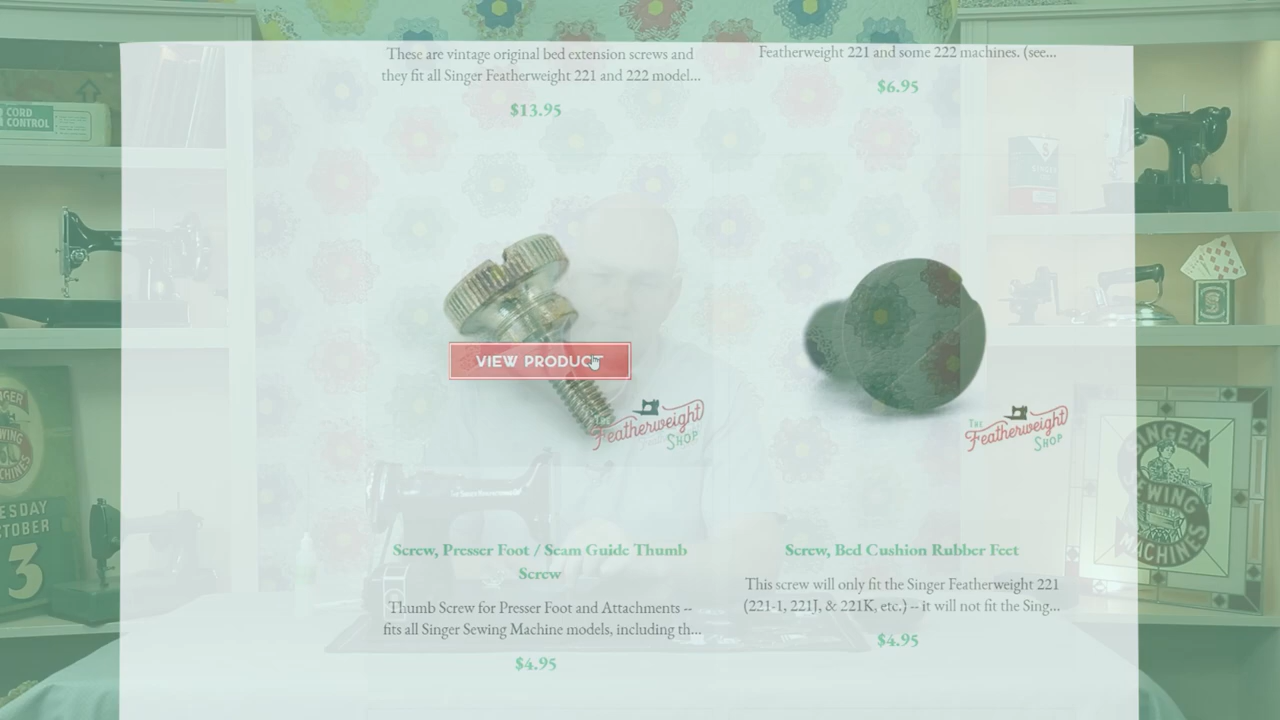 These are vintage original bed extension screws and
they fit all Singer Featherweight 221 and 222 model...
$13.95
Featherweight 221 and some 222 machines. (see...
$6.95
CORD
CONTROL
VIEW PRODUCT
THE
Featherweight
SHOP
THE
Featherweight
SHOP
SINGER
SEWING
MACHINES
ESDAY
CTOBER
3
Screw, Presser Foot / Seam Guide Thumb
Screw
Thumb Screw for Presser Foot and Attachments --
fits all Singer Sewing Machine models, including th...
$4.95
Screw, Bed Cushion Rubber Feet
This screw will only fit the Singer Featherweight 221
(221-1, 221J, & 221K, etc.) -- it will not fit the Sing...
$4.95